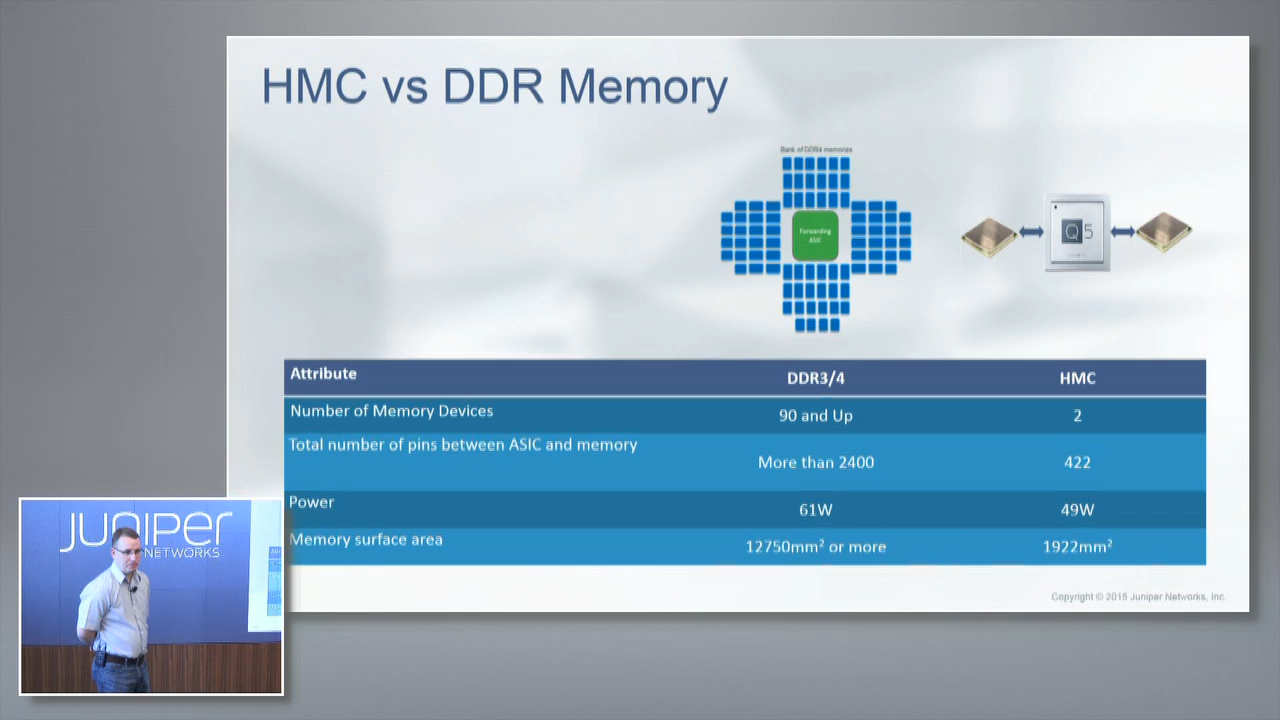 HMC vs DDR Memory
Bank of DDR4 memories
Forwarding
ASIC
Q5
Attribute DDR3/4 HMC
Number of Memory Devices 90 and Up 2
Total number of pins between ASIC and memory More than 2400 422
Power 61W 49W
Memory surface area 12750mm² or more 1922mm²
Copyright © 2015 Juniper Networks, Inc.
JUNIPER
NETWORKS